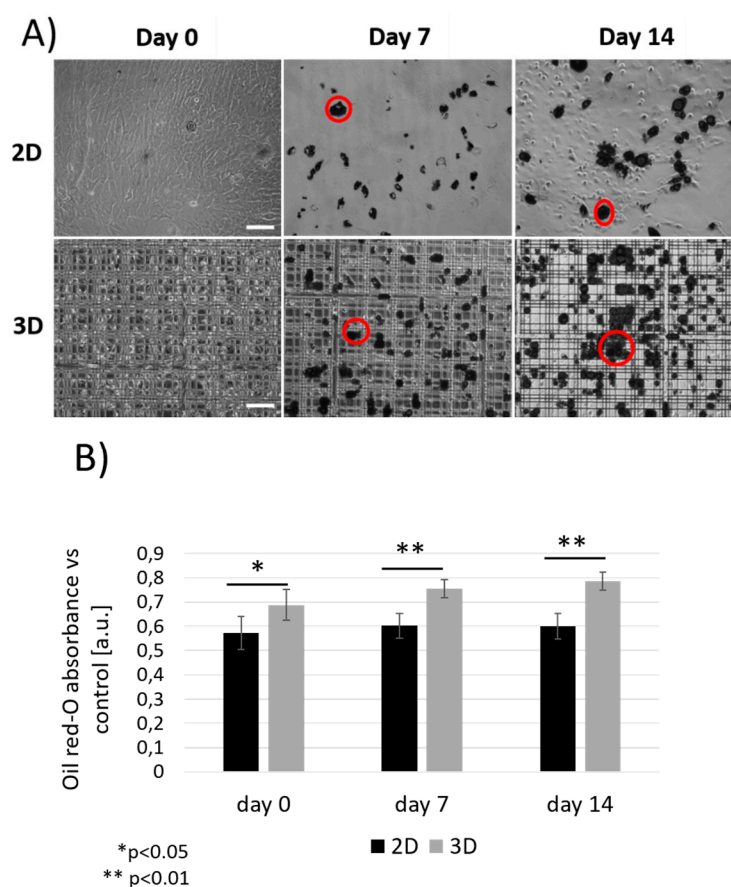 A)
Day 0 Day 7 Day 14
2D
3D
B)
Oil red-O absorbance vs
control [a.u.]
0,9
0,8
0,7
0,6
0,5
0,4
0,3
0,2
0,1
0
* ** **
day 0 day 7 day 14
2D 3D
*p<0.05
** p<0.01